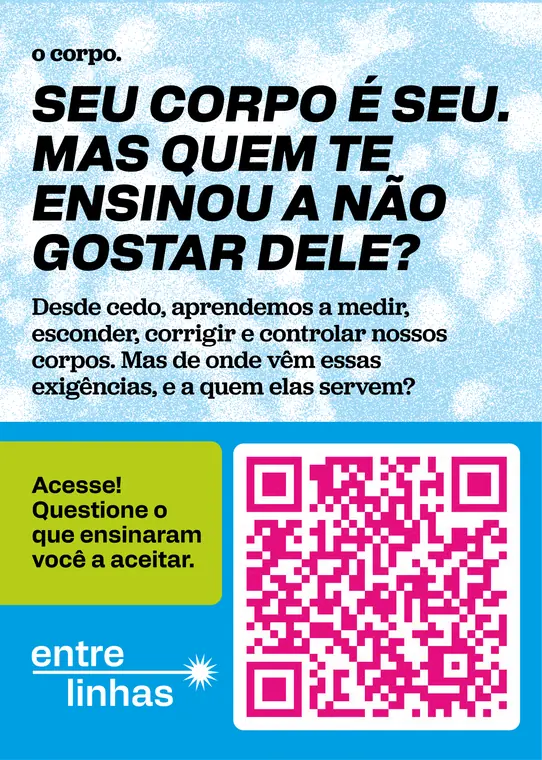 o corpo.
SEU CORPO É SEU.
MAS QUEM TE
ENSINOU A NÃO
GOSTAR DELE?
Desde cedo, aprendemos a medir,
esconder, corrigir e controlar nossos
corpos. Mas de onde vêm essas
exigências, e a quem elas servem?
Acesse!
Questione o
que ensinaram
você a aceitar.
entre
linhas